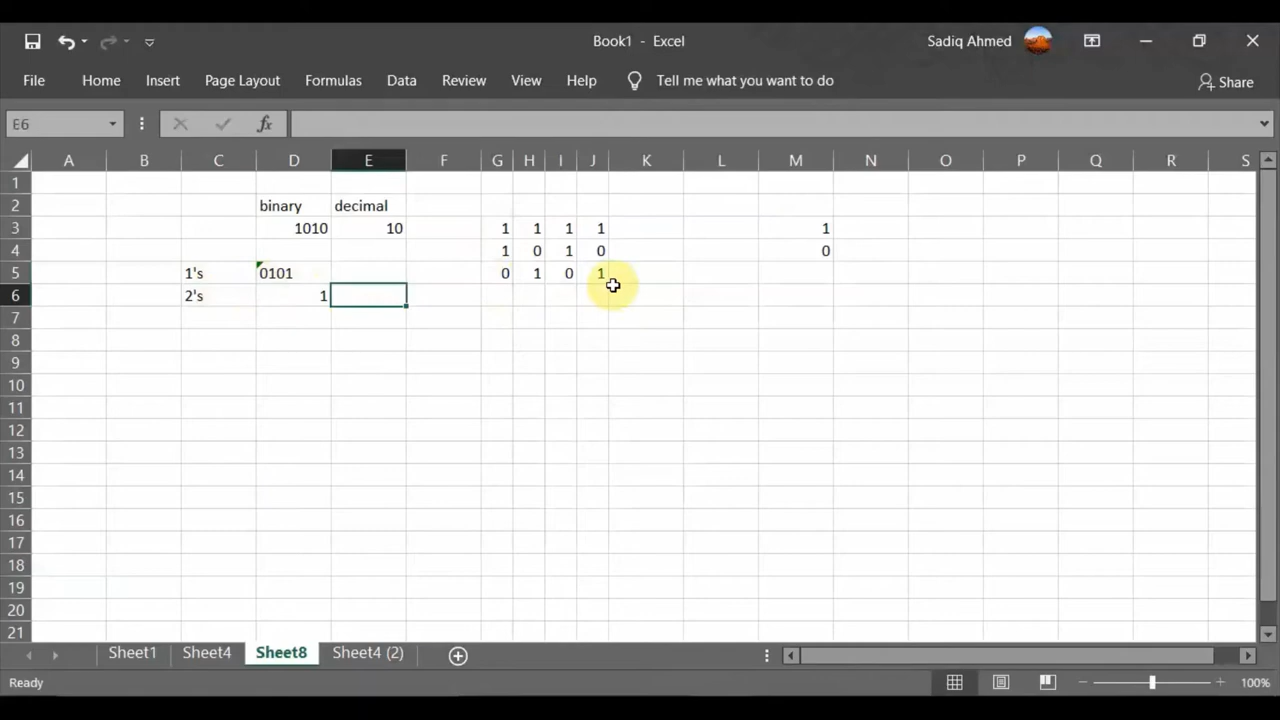 Book1 - Excel
Sadiq Ahmed
File Home Insert Page Layout Formulas Data Review View Help Tell me what you want to do Share
E6 fx
A B C D E F G H I J K L M N O P Q R S
1
2 binary decimal
3 1010 10 1 1 1 1 1
4 1 0 1 0 0
5 1's 0101 0 1 0 1
6 2's 1
7
8
9
10
11
12
13
14
15
16
17
18
19
20
21
Sheet1 Sheet4 Sheet8 Sheet4 (2)
Ready 100%